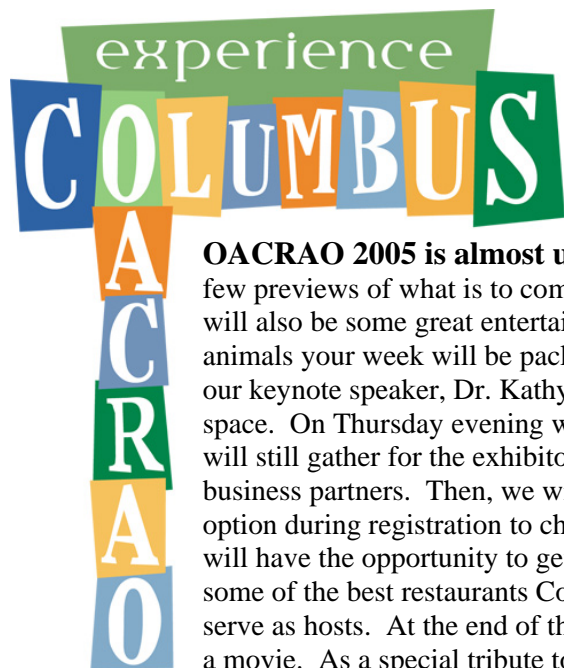 experience
COLUMBUS
OACRAO
OACRAO 2005 is almost u
few previews of what is to com
will also be some great entertai
animals your week will be pack
our keynote speaker, Dr. Kathy
space. On Thursday evening w
will still gather for the exhibito
business partners. Then, we wi
option during registration to ch
will have the opportunity to ge
some of the best restaurants Co
serve as hosts. At the end of th
a movie. As a special tribute to